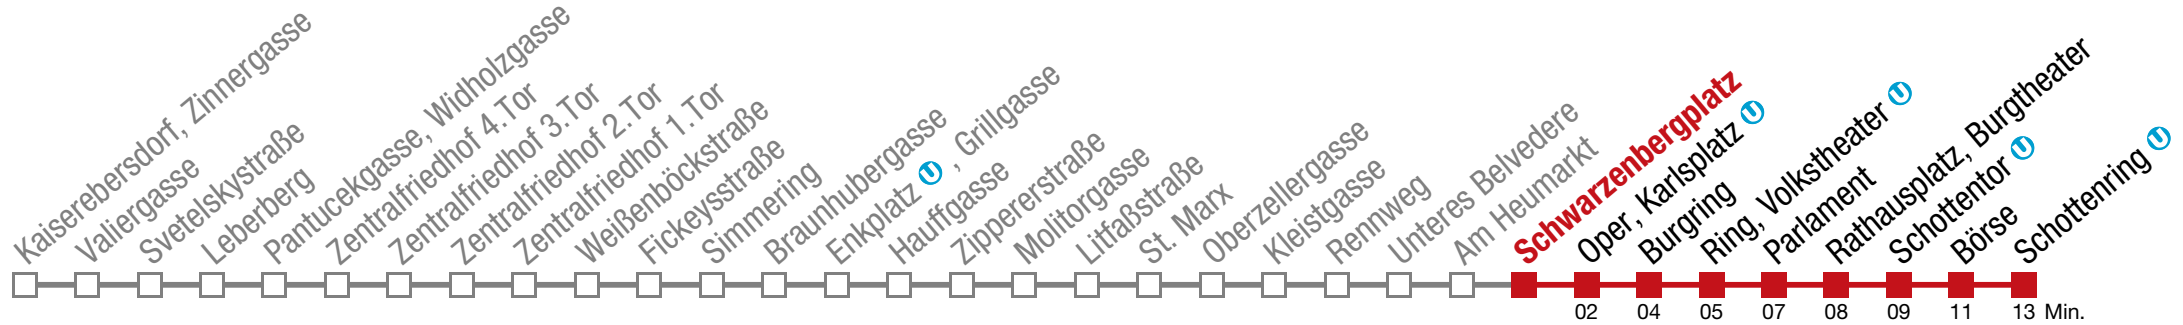 Kaiserebersdorf, Zinnergasse
Valiergasse
Svetelskystraße
Leberberg
Pantucekgasse, Widholzgasse
Zentralfriedhof 4.Tor
Zentralfriedhof 3.Tor
Zentralfriedhof 2.Tor
Zentralfriedhof 1.Tor
Weißenböckstraße
Fickeysstraße
Simmering
Braunhubergasse
Enkplatz U , Grillgasse
Hauffgasse
Zippererstraße
Molitorgasse
Litfaßstraße
St. Marx
Oberzellergasse
Kleistgasse
Rennweg
Unteres Belvedere
Am Heumarkt
Schwarzenbergplatz
Oper, Karlsplatz U
Burgring
Ring, Volkstheater U
Parlament
Rathausplatz, Burgtheater
Schottentor U
Börse
Schottenring U
02 04 05 07 08 09 11 13 Min.